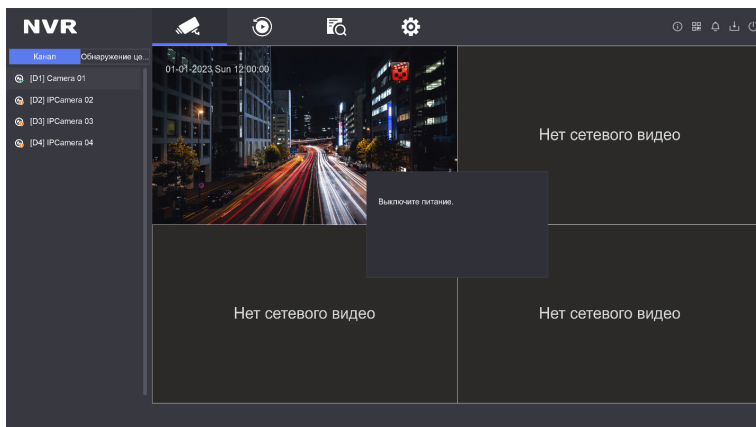 NVR
Канал
Обнаружение це...
[D1] Camera 01
[D2] IPCamera 02
[D3] IPCamera 03
[D4] IPCamera 04
01-01-2023 Sun 12:00:00
Нет сетевого видео
Выключите питание.
Нет сетевого видео
Нет сетевого видео